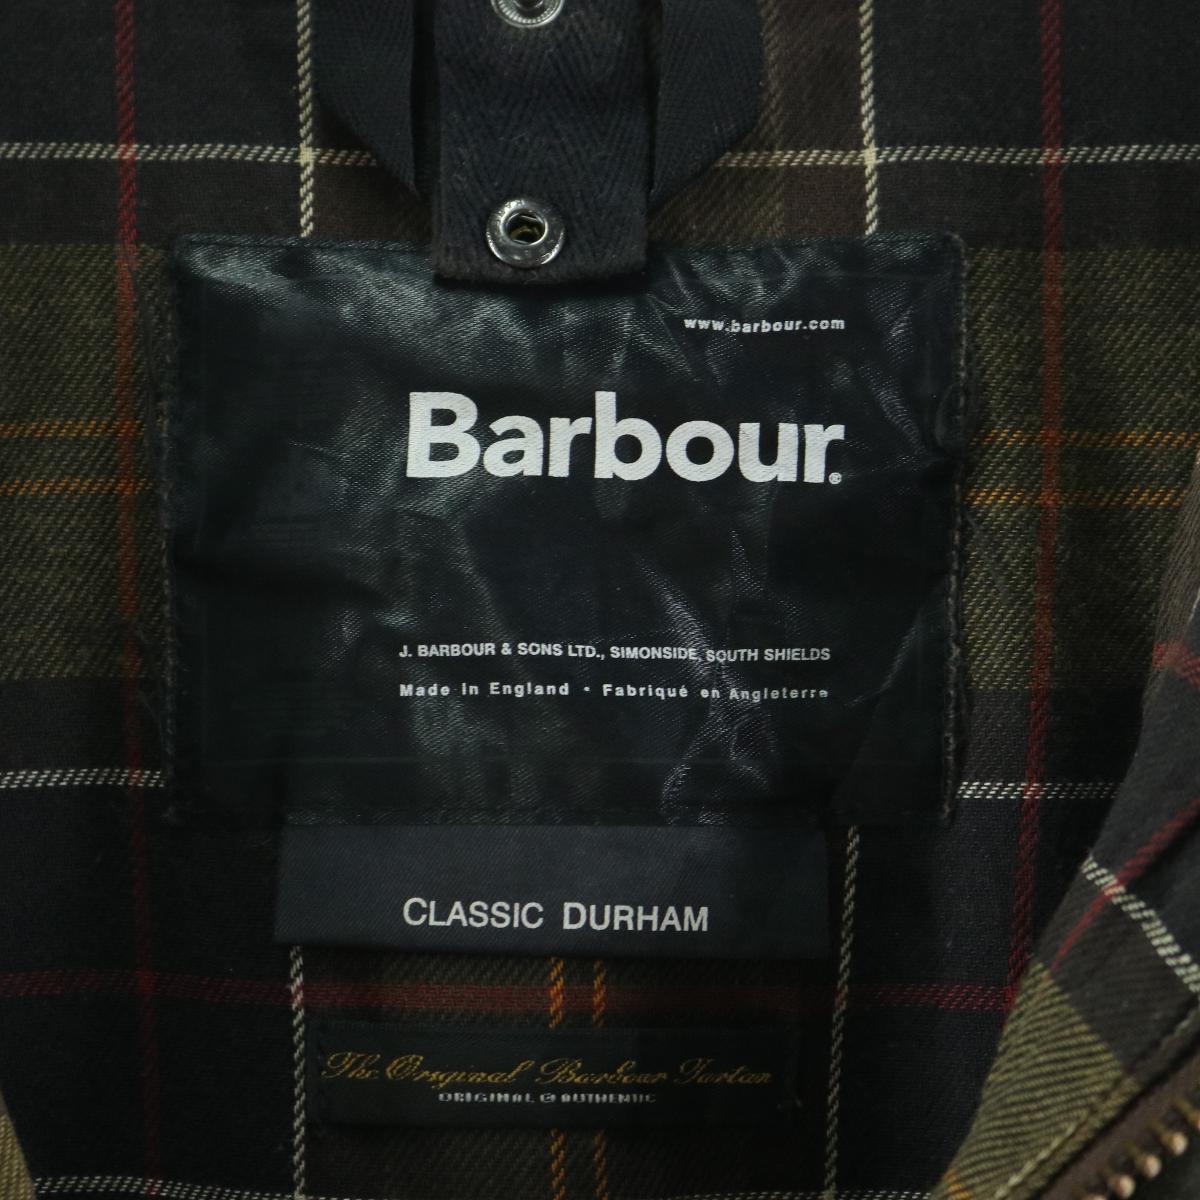 www.barbour.com
Barbour®
J. BARBOUR & SONS LTD., SIMONSIDE, SOUTH SHIELDS
Made in England • Fabriqué en Angleterre
CLASSIC DURHAM
The Original Barbour Tartan
ORIGINAL & AUTHENTIC